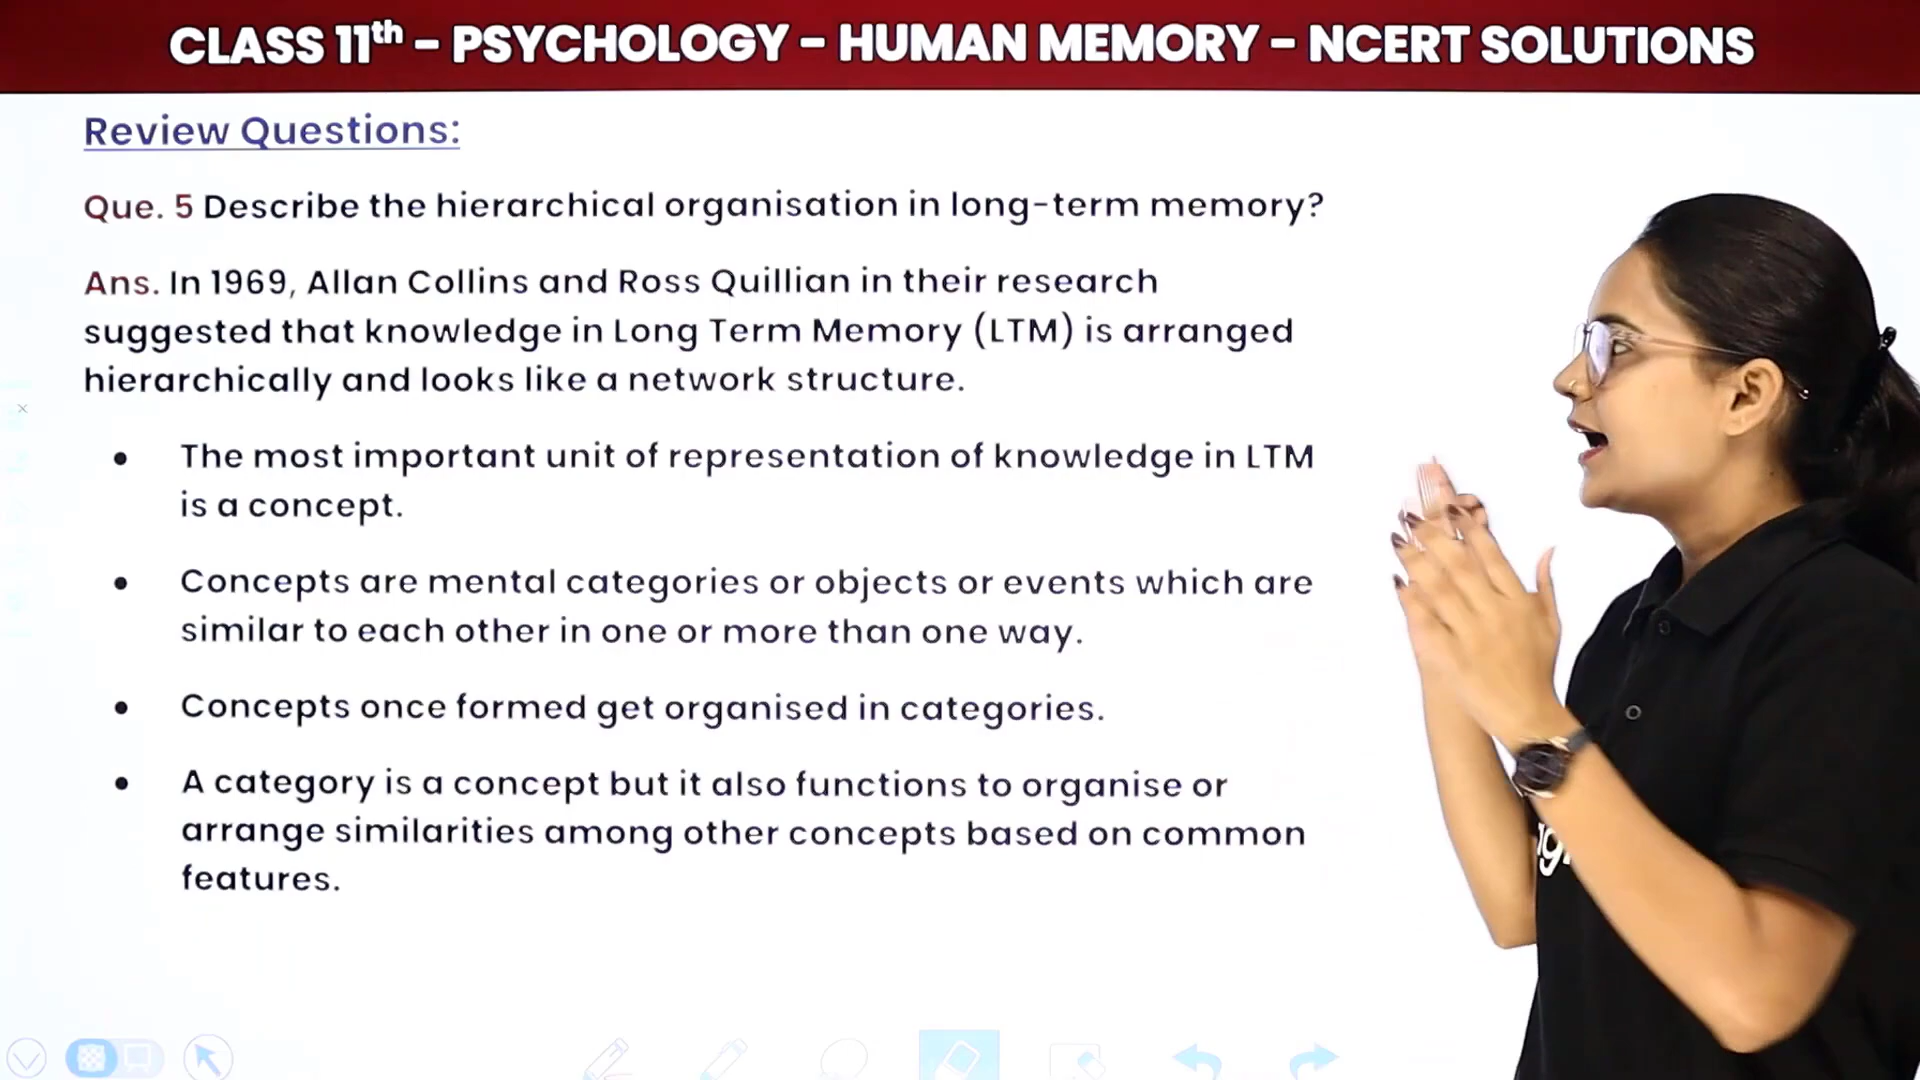 CLASS 11th - PSYCHOLOGY - HUMAN MEMORY - NCERT SOLUTIONS
Review Questions:
Que. 5 Describe the hierarchical organisation in long-term memory?
Ans. In 1969, Allan Collins and Ross Quillian in their research
suggested that knowledge in Long Term Memory (LTM) is arranged
hierarchically and looks like a network structure.
• The most important unit of representation of knowledge in LTM
is a concept.
• Concepts are mental categories or objects or events which are
similar to each other in one or more than one way.
• Concepts once formed get organised in categories.
• A category is a concept but it also functions to organise or
arrange similarities among other concepts based on common
features.